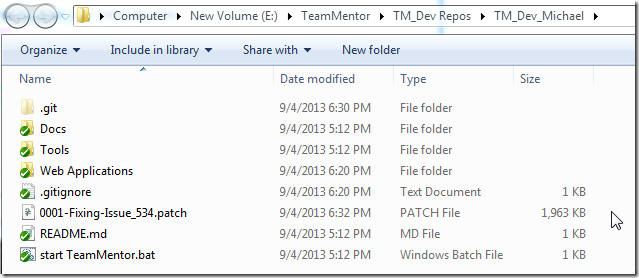 Computer New Volume (E:) TeamMentor TM_Dev Repos TM_Dev_Michael
Organize Include in library Share with New folder
Name Date modified Type Size
.git 9/4/2013 6:30 PM File folder
Docs 9/4/2013 5:12 PM File folder
Tools 9/4/2013 5:12 PM File folder
Web Applications 9/4/2013 6:20 PM File folder
.gitignore 9/4/2013 6:20 PM Text Document 1 KB
0001-Fixing-Issue_534.patch 9/4/2013 6:32 PM PATCH File 1,963 KB
README.md 9/4/2013 5:12 PM MD File 1 KB
start TeamMentor.bat 9/4/2013 5:12 PM Windows Batch File 1 KB